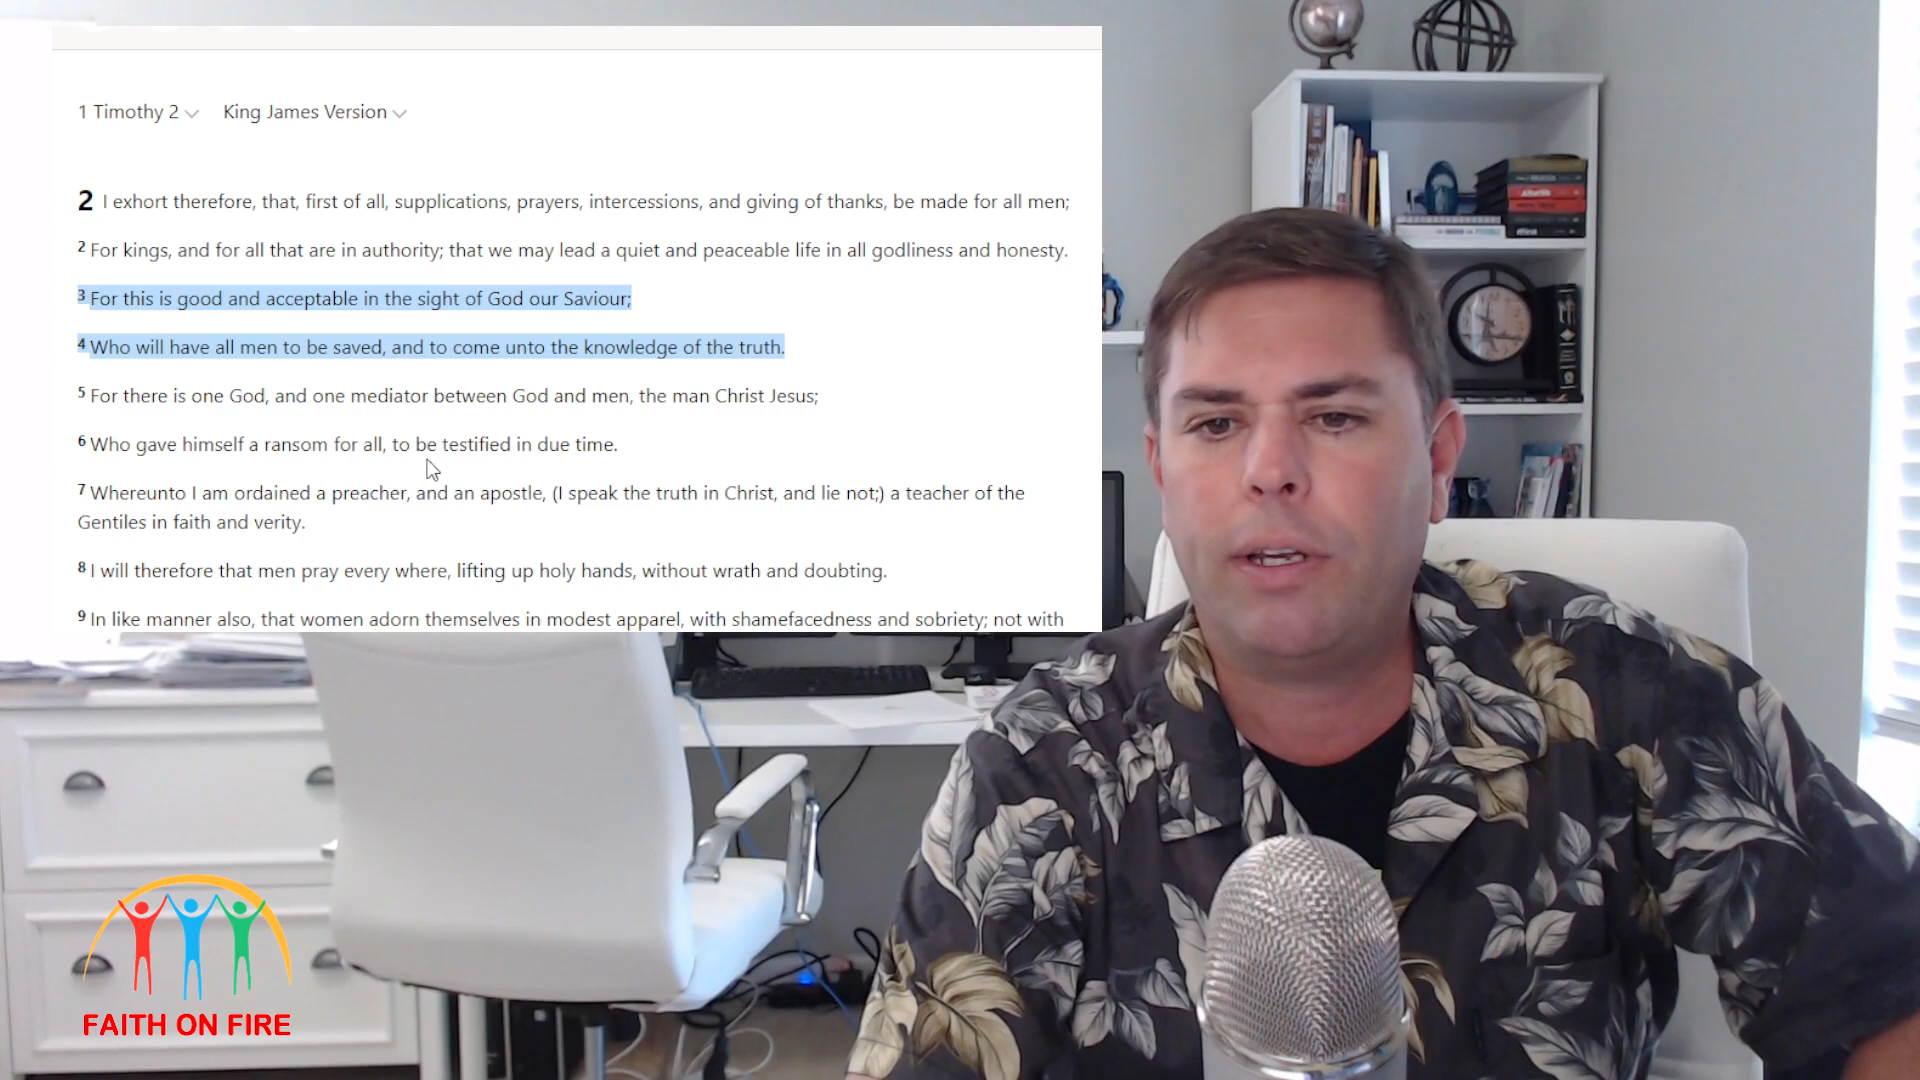 1 Timothy 2 King James Version
2 I exhort therefore, that, first of all, supplications, prayers, intercessions, and giving of thanks, be made for all men;
2 For kings, and for all that are in authority; that we may lead a quiet and peaceable life in all godliness and honesty.
3 For this is good and acceptable in the sight of God our Saviour;
4 Who will have all men to be saved, and to come unto the knowledge of the truth.
5 For there is one God, and one mediator between God and men, the man Christ Jesus;
6 Who gave himself a ransom for all, to be testified in due time.
7 Whereunto I am ordained a preacher, and an apostle, (I speak the truth in Christ, and lie not;) a teacher of the
Gentiles in faith and verity.
8 I will therefore that men pray every where, lifting up holy hands, without wrath and doubting.
9 In like manner also, that women adorn themselves in modest apparel, with shamefacedness and sobriety; not with
FAITH ON FIRE